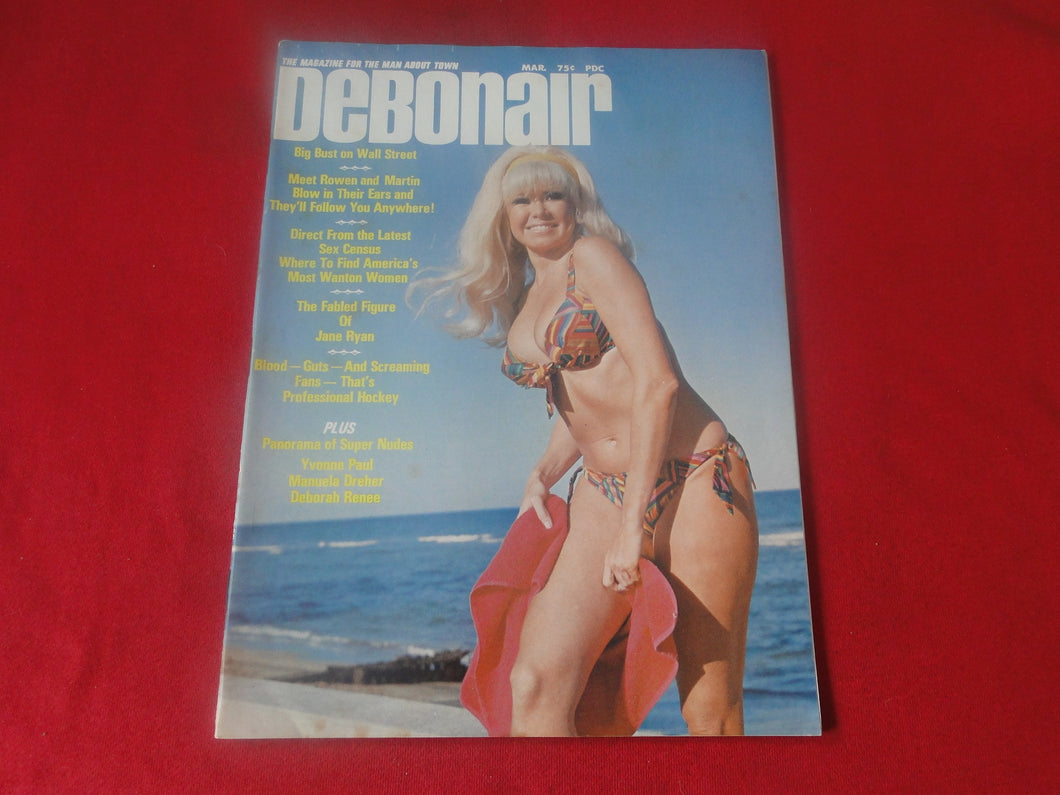 THE MAGAZINE FOR THE MAN ABOUT TOWN
MAR. 75¢ PDC
DeBonair
Big Bust on Wall Street
Meet Rowen and Martin
Blow in Their Ears and
They'll Follow You Anywhere!
Direct From the Latest
Sex Census
Where To Find America's
Most Wanton Women
The Fabled Figure
Of
Jane Ryan
Blood—Guts—And Screaming
Fans—That's
Professional Hockey
PLUS
Panorama of Super Nudes
Yvonne Paul
Manuela Dreher
Deborah Renee